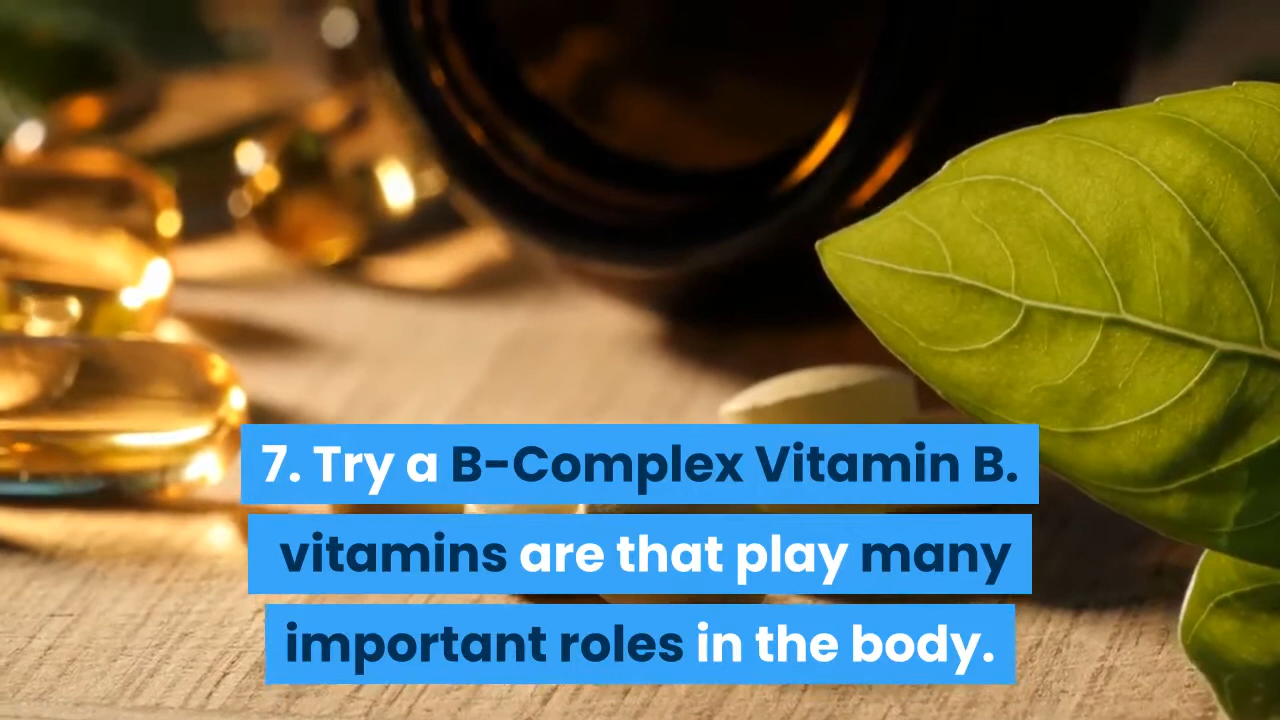 7. Try a B-Complex Vitamin B.
vitamins are that play many
important roles in the body.